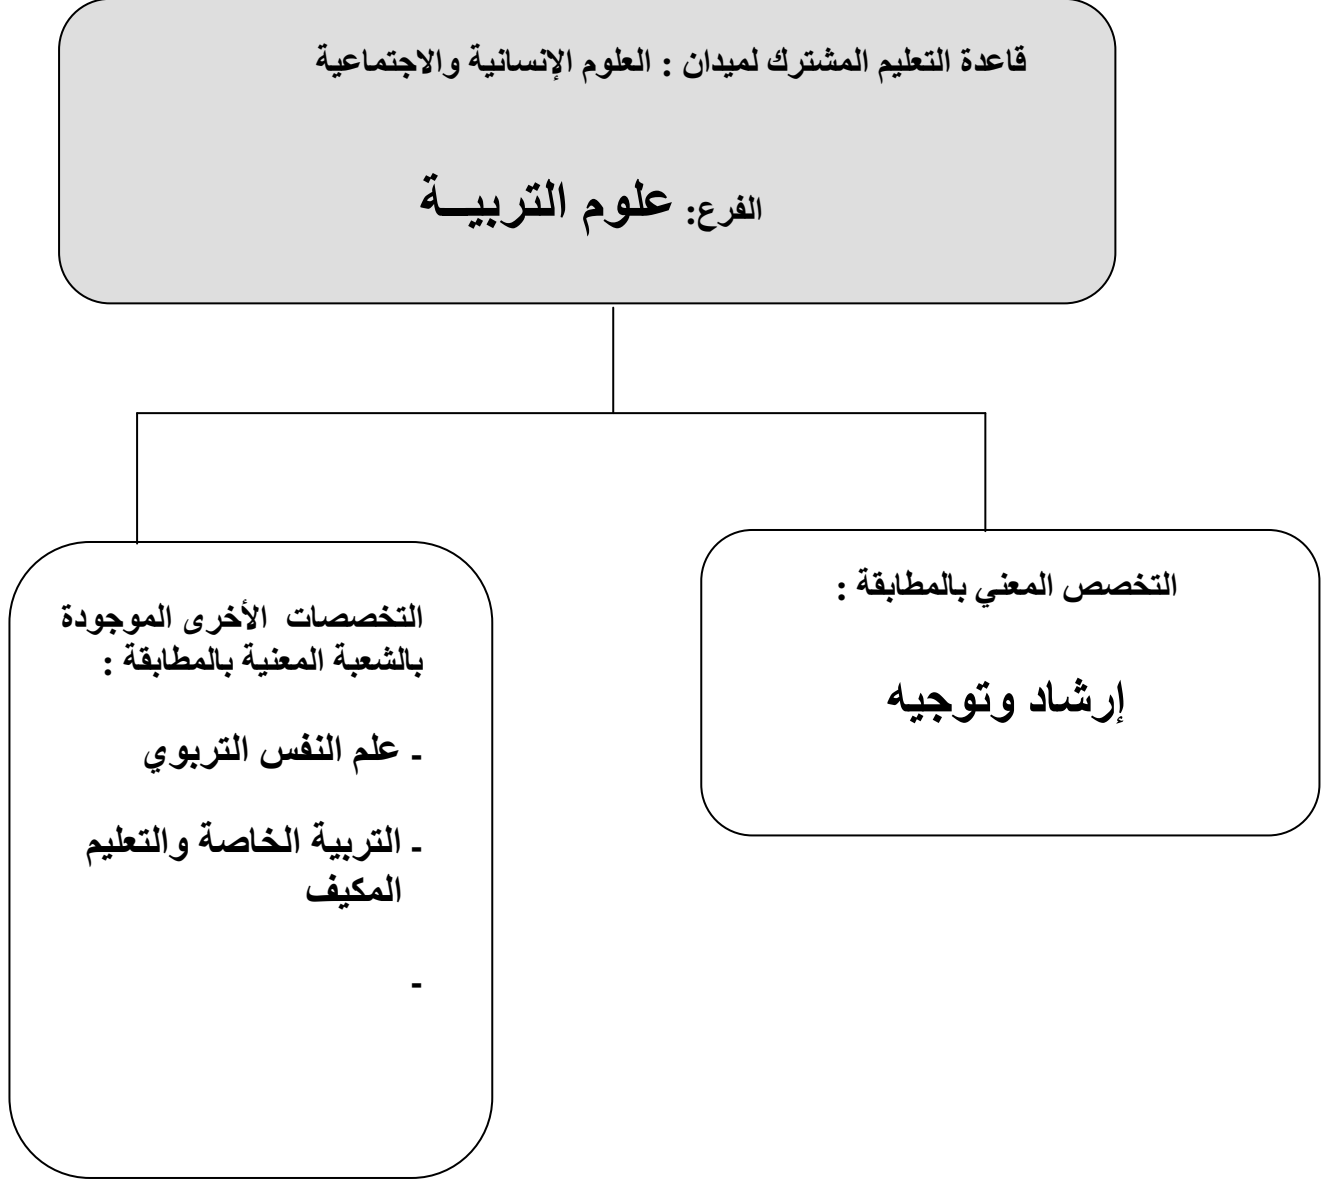 قاعدة التعليم المشترك لميدان : العلوم الإنسانية والاجتماعية
الفرع: علوم التربيــة
التخصص المعني بالمطابقة :
إرشاد وتوجيه
التخصصات الأخرى الموجودة
بالشعبة المعنية بالمطابقة :
- علم النفس التربوي
- التربية الخاصة والتعليم
المكيف
-